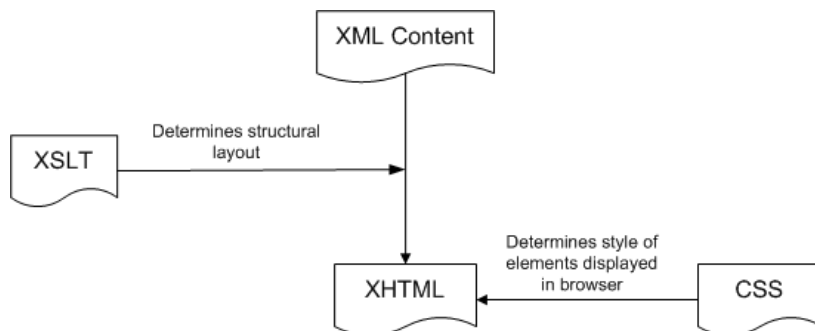 XML Content
Determines structural
layout
XSLT
Determines style of
elements displayed
in browser
XHTML
CSS